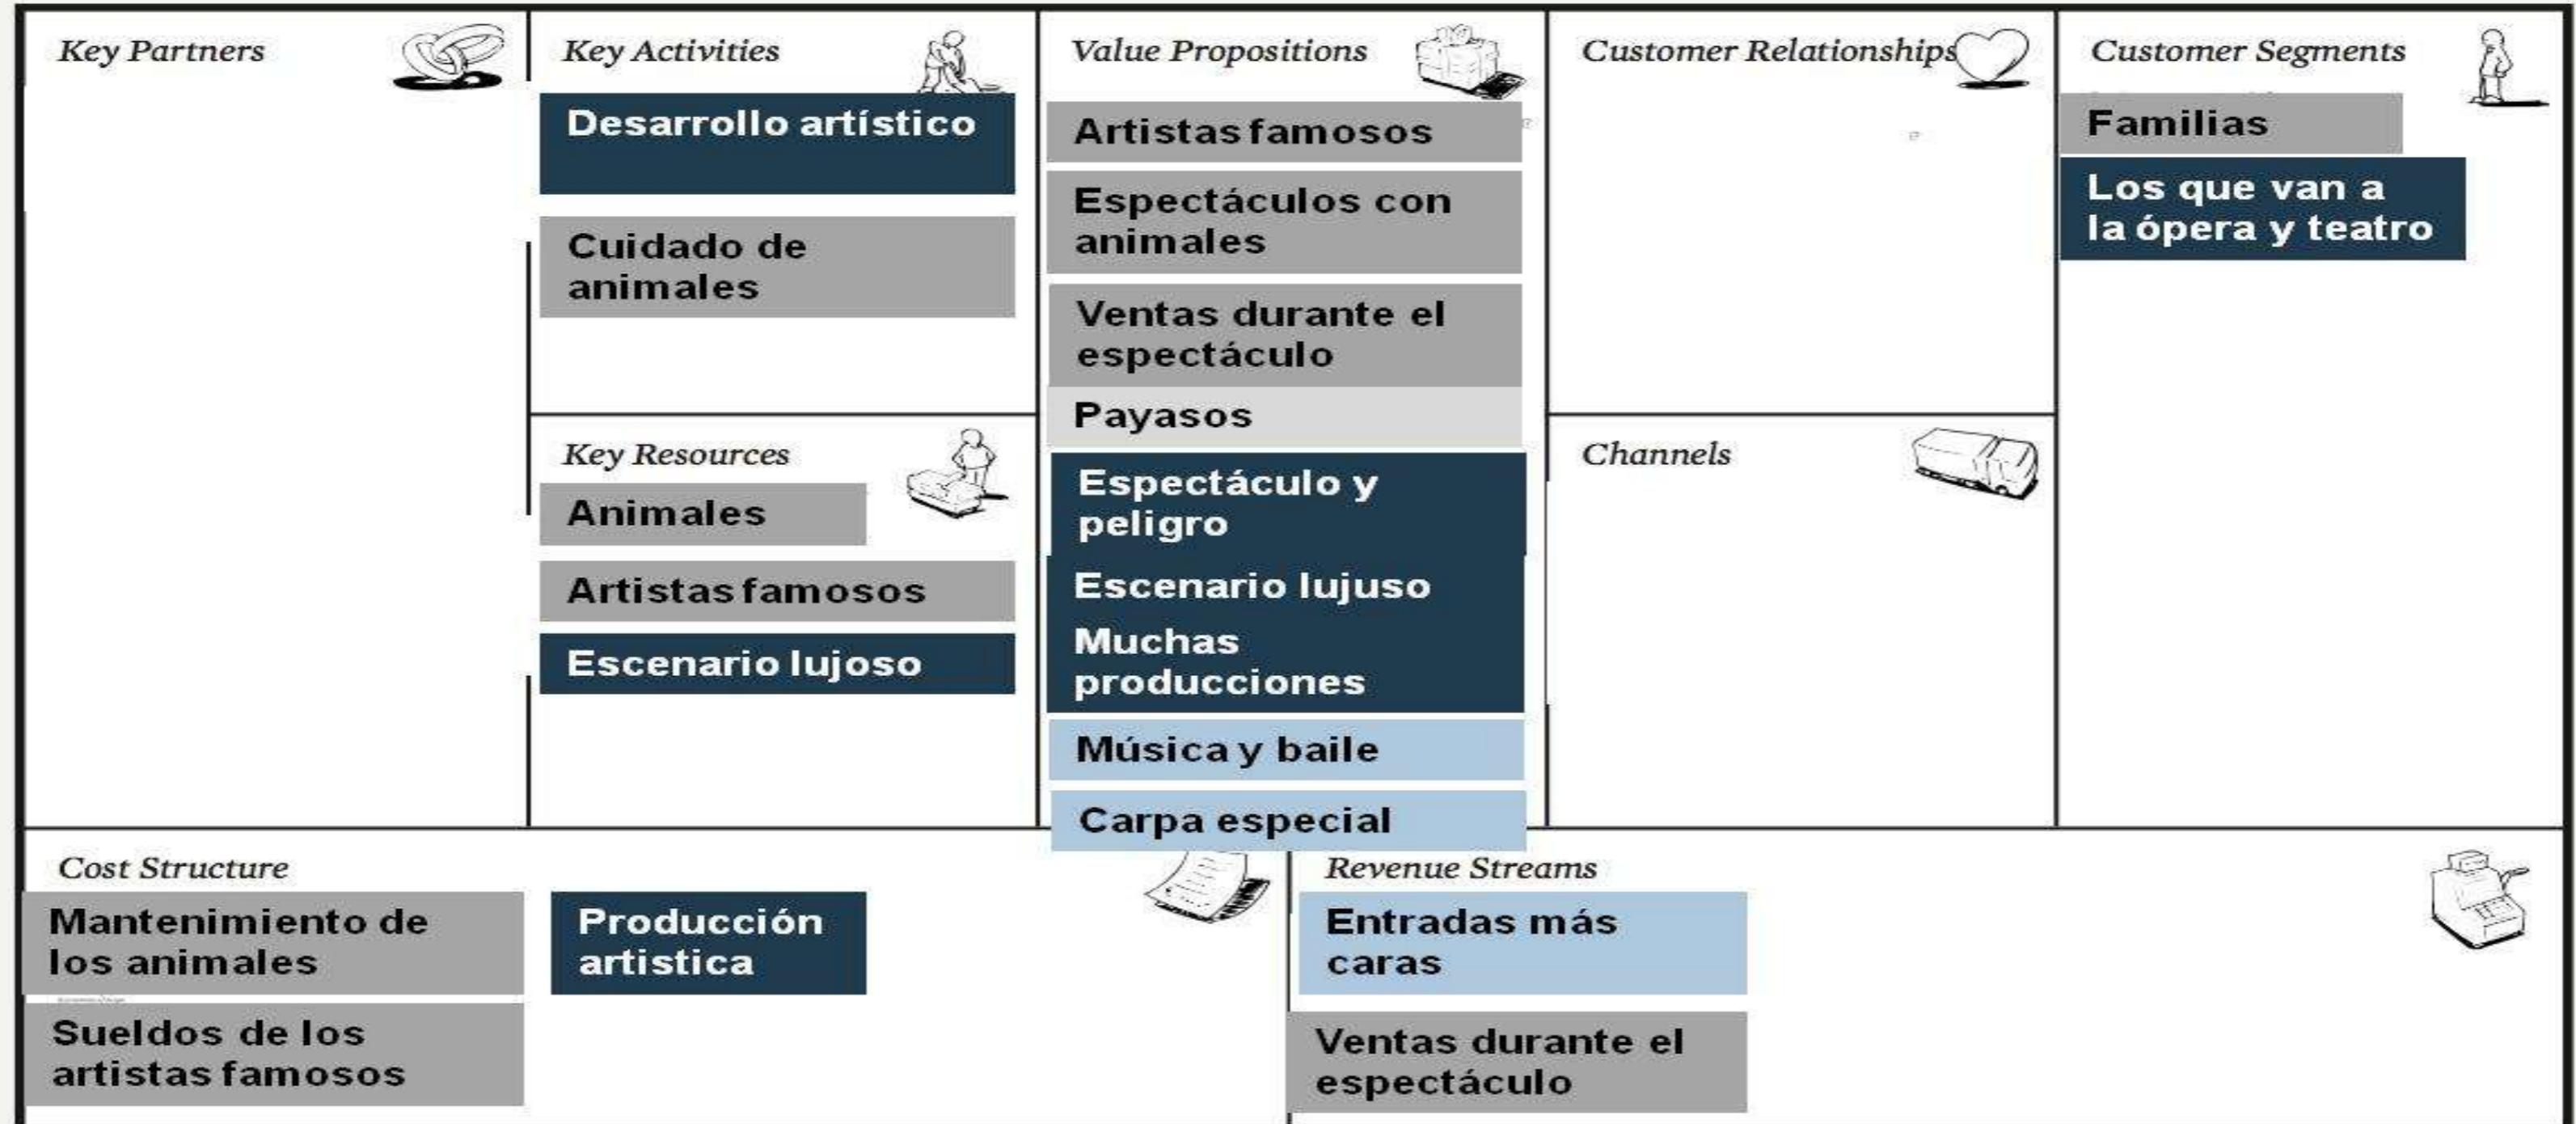 Key Partners
Key Activities
Desarrollo artístico
Cuidado de
animales
Key Resources
Animales
Artistas famosos
Escenario lujoso
Value Propositions
Artistas famosos
Espectáculos con
animales
Ventas durante el
espectáculo
Payasos
Espectáculo y
peligro
Escenario lujuso
Muchas
producciones
Música y baile
Carpa especial
Customer Relationships
Channels
Customer Segments
Familias
Los que van a
la ópera y teatro
Cost Structure
Mantenimiento de
los animales
Sueldos de los
artistas famosos
Producción
artistica
Revenue Streams
Entradas más
caras
Ventas durante el
espectáculo